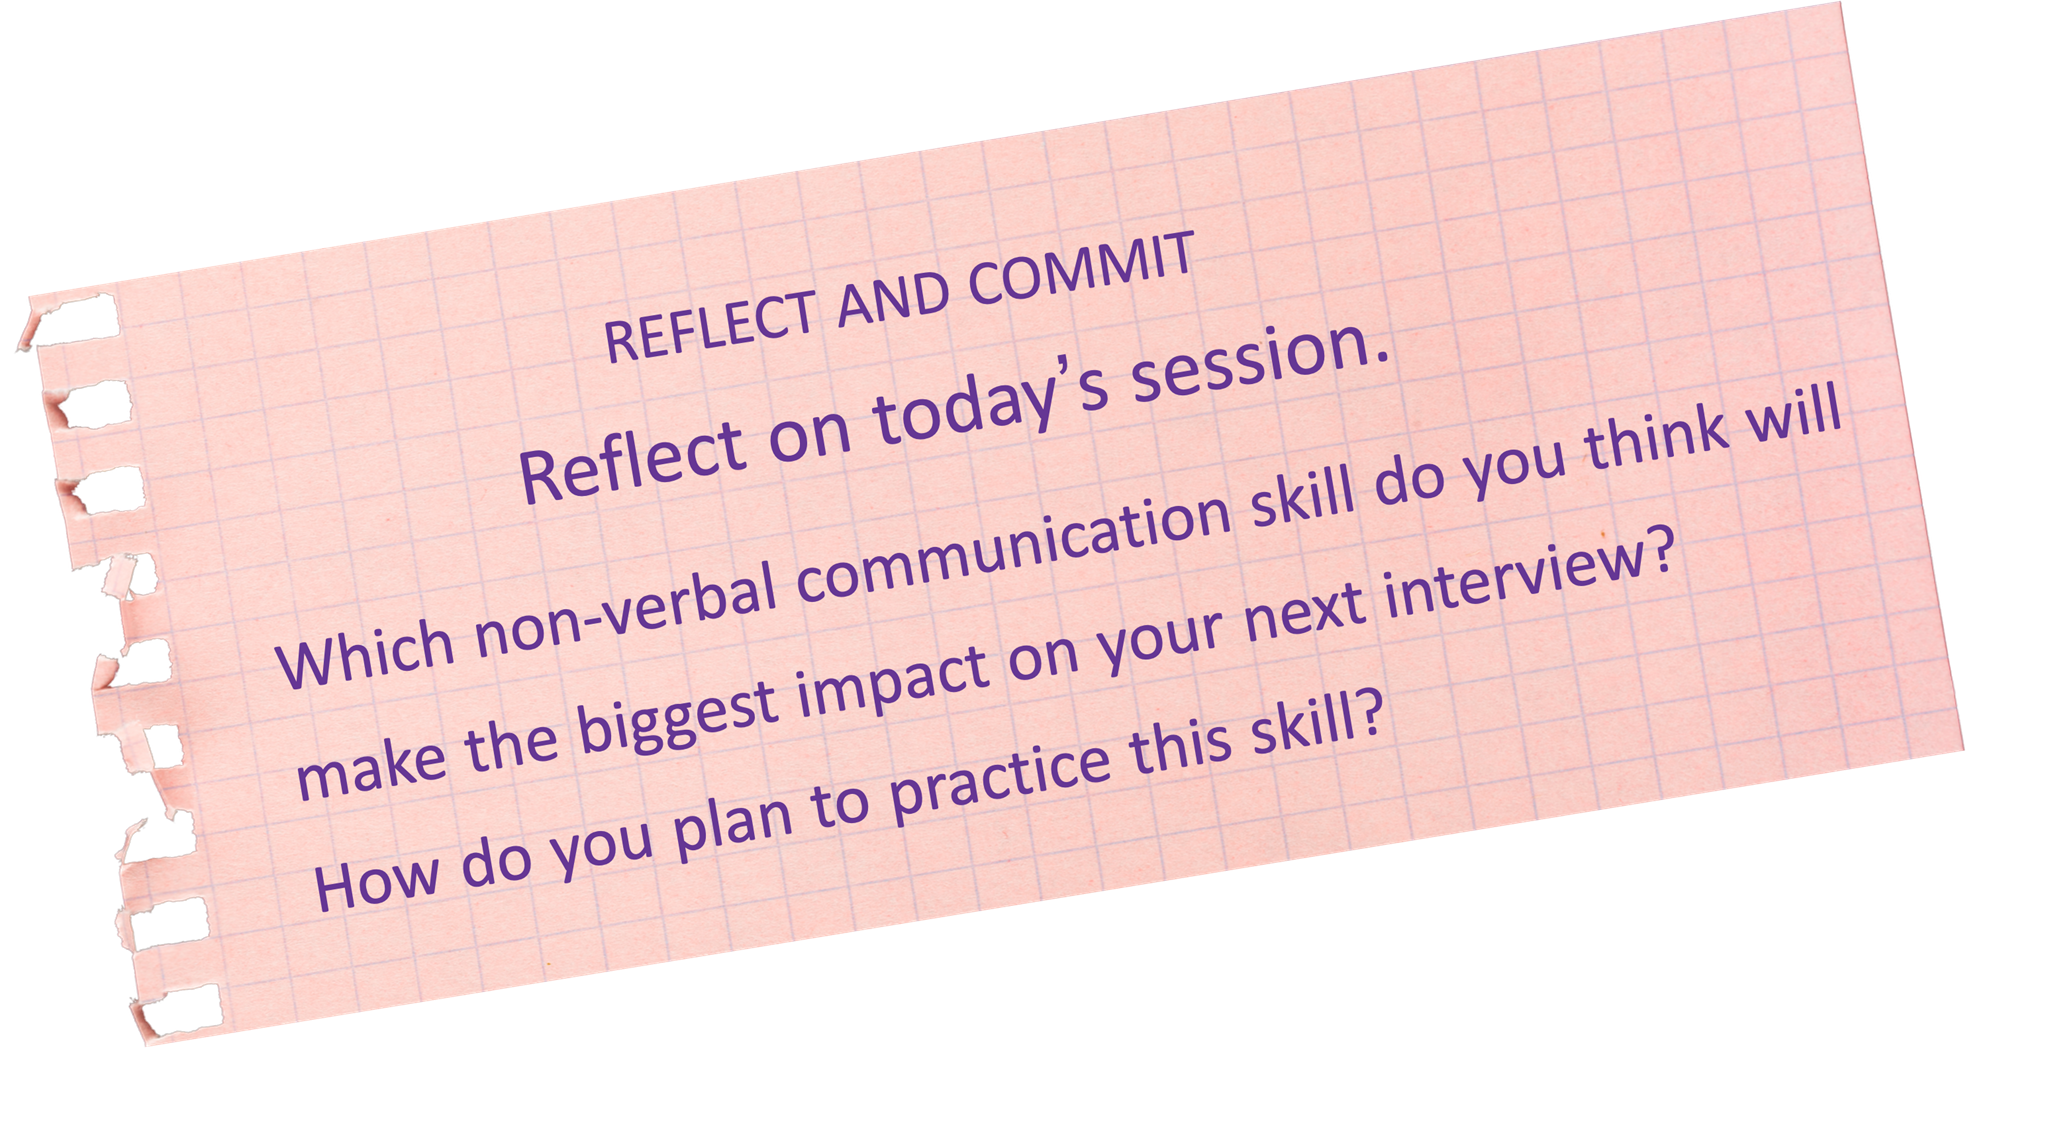 REFLECT AND COMMIT
Reflect on today’s session.
Which non-verbal communication skill do you think will
make the biggest impact on your next interview?
How do you plan to practice this skill?